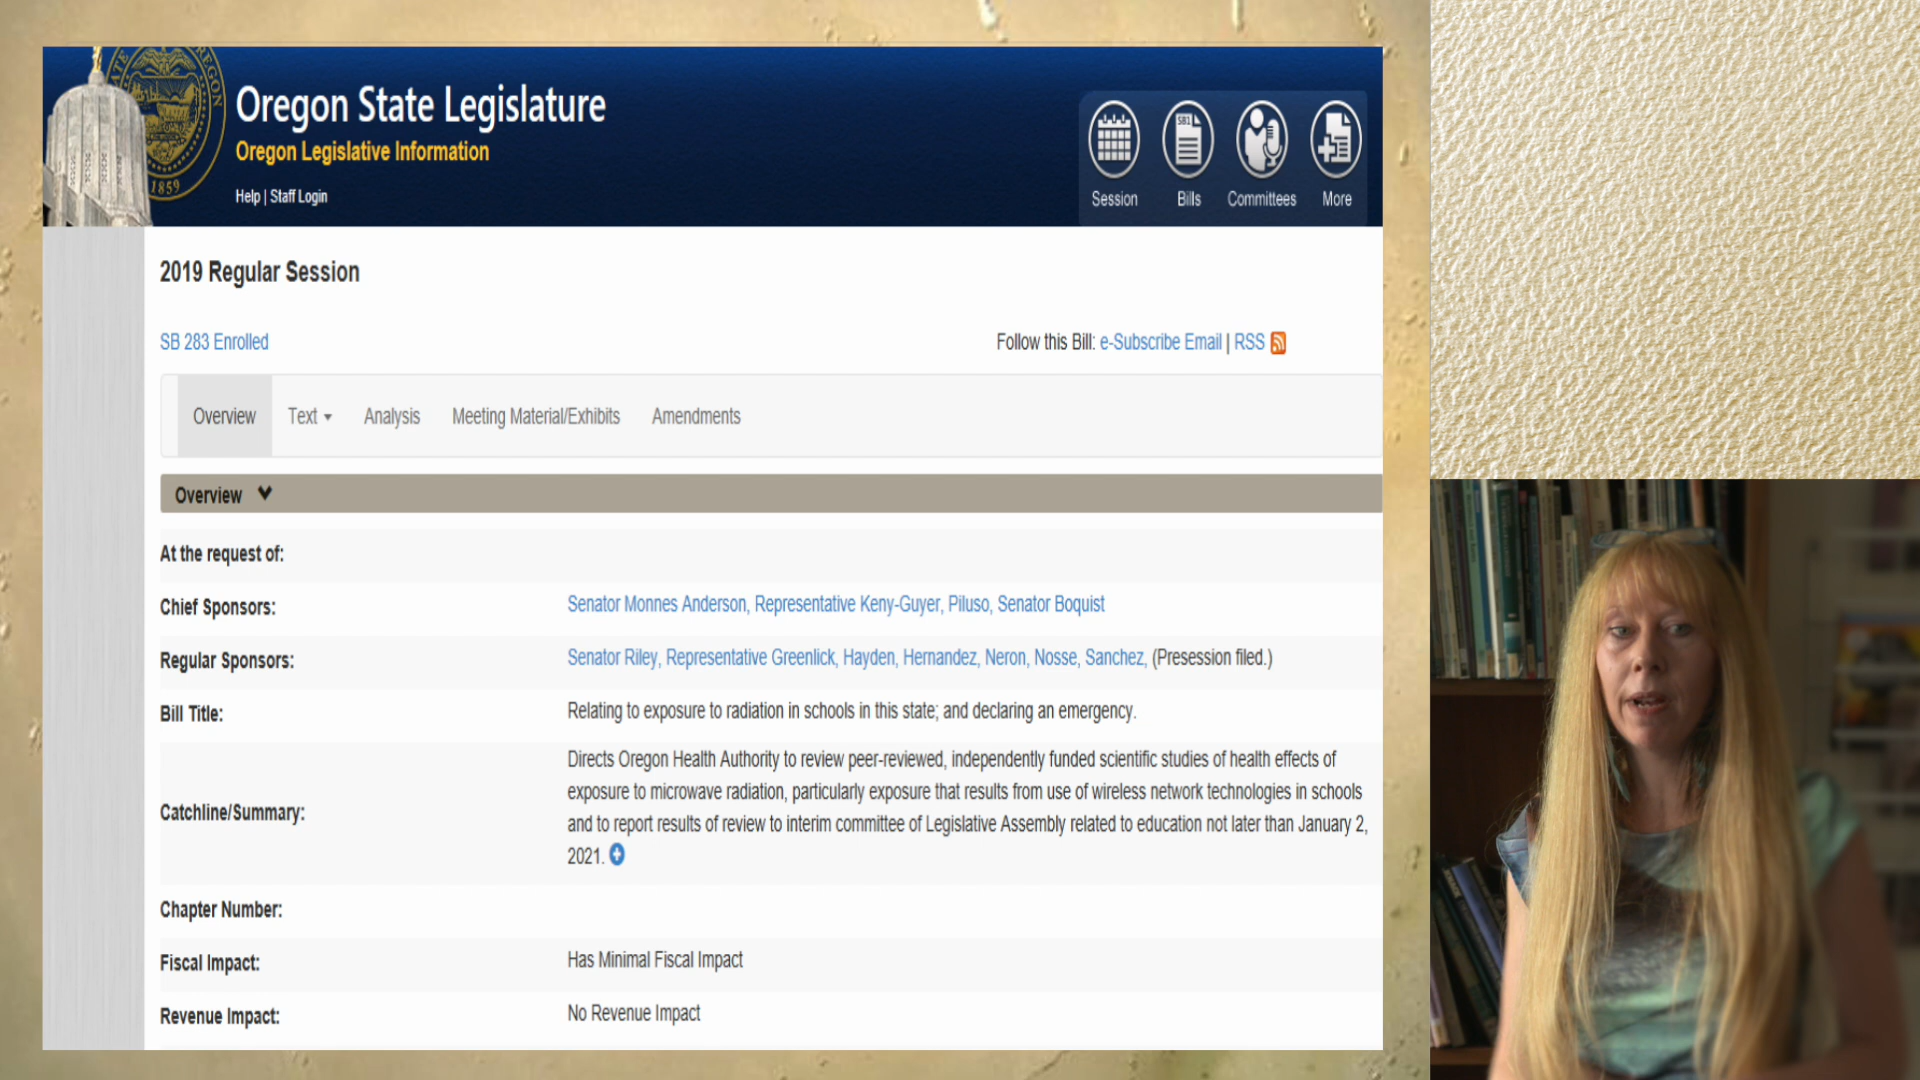 Oregon State Legislature
Oregon Legislative Information
Help | Staff Login
1859
Session
SB1
Bills
Committees
More
2019 Regular Session
SB 283 Enrolled
Follow this Bill: e-Subscribe Email | RSS
Overview
Text
Analysis
Meeting Material/Exhibits
Amendments
Overview
At the request of:
Chief Sponsors:
Senator Monnes Anderson, Representative Keny-Guyer, Piluso, Senator Boquist
Regular Sponsors:
Senator Riley, Representative Greenlick, Hayden, Hernandez, Neron, Nosse, Sanchez, (Presession filed.)
Bill Title:
Relating to exposure to radiation in schools in this state; and declaring an emergency.
Catchline/Summary:
Directs Oregon Health Authority to review peer-reviewed, independently funded scientific studies of health effects of
exposure to microwave radiation, particularly exposure that results from use of wireless network technologies in schools
and to report results of review to interim committee of Legislative Assembly related to education not later than January 2,
2021.
Chapter Number:
Fiscal Impact:
Has Minimal Fiscal Impact
Revenue Impact:
No Revenue Impact